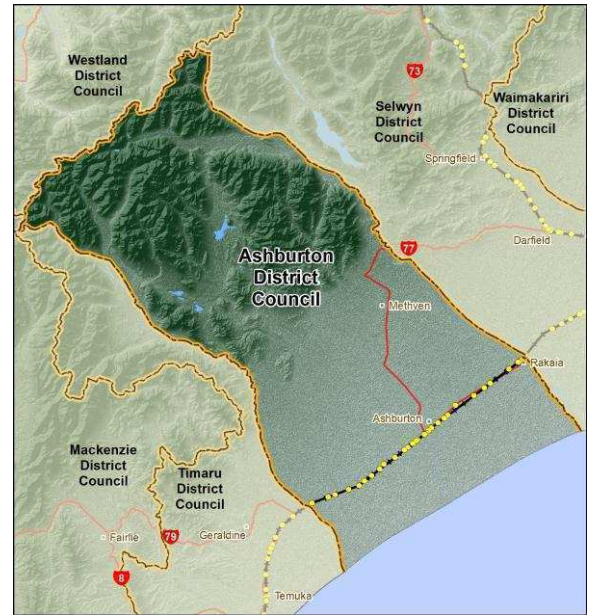 Westland
District
Council
73
Selwyn
District
Council
Waimakariri
District
Council
Springfield
Darfield
77
Ashburton
District
Council
Methven
Rakaia
Ashburton
Mackenzie
District
Council
Timaru
District
Council
Fairlie
79
Geraldine
8
Temuka